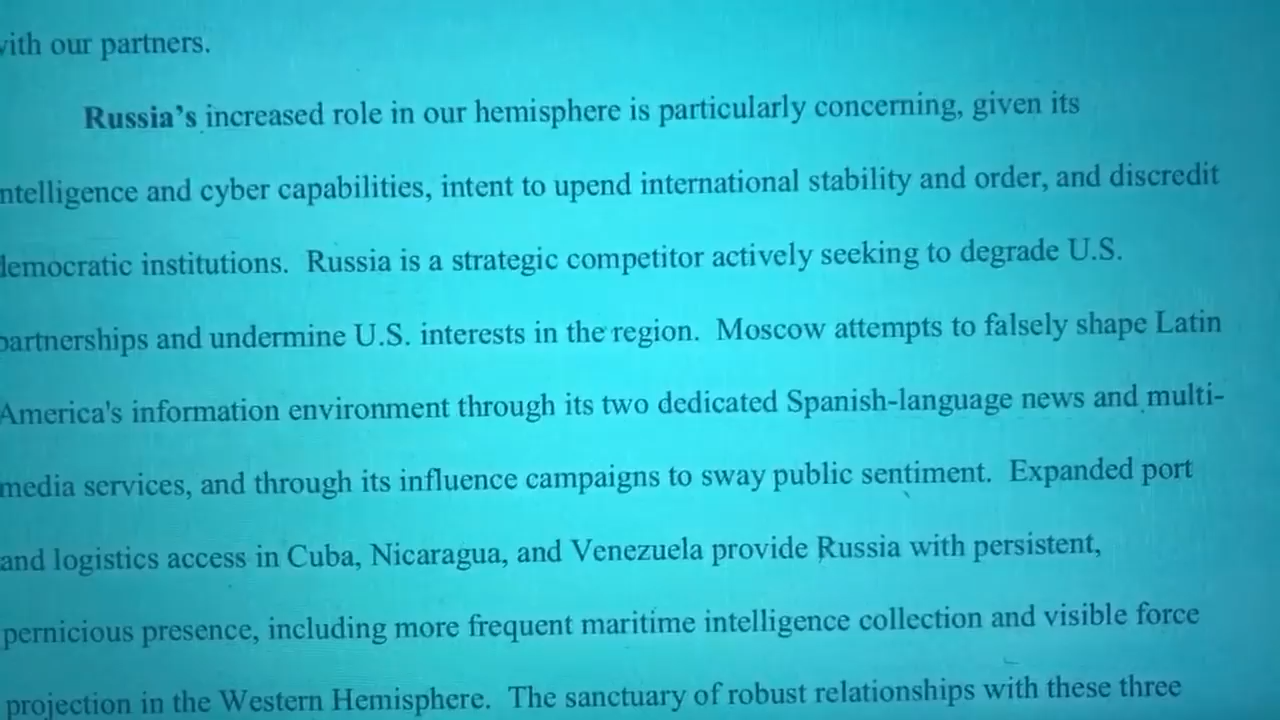 with our partners.
Russia's increased role in our hemisphere is particularly concerning, given its
ntelligence and cyber capabilities, intent to upend international stability and order, and discredit
democratic institutions. Russia is a strategic competitor actively seeking to degrade U.S.
partnerships and undermine U.S. interests in the region. Moscow attempts to falsely shape Latin
America's information environment through its two dedicated Spanish-language news and multi-
media services, and through its influence campaigns to sway public sentiment. Expanded port
and logistics access in Cuba, Nicaragua, and Venezuela provide Russia with persistent,
pernicious presence, including more frequent maritime intelligence collection and visible force
projection in the Western Hemisphere. The sanctuary of robust relationships with these three